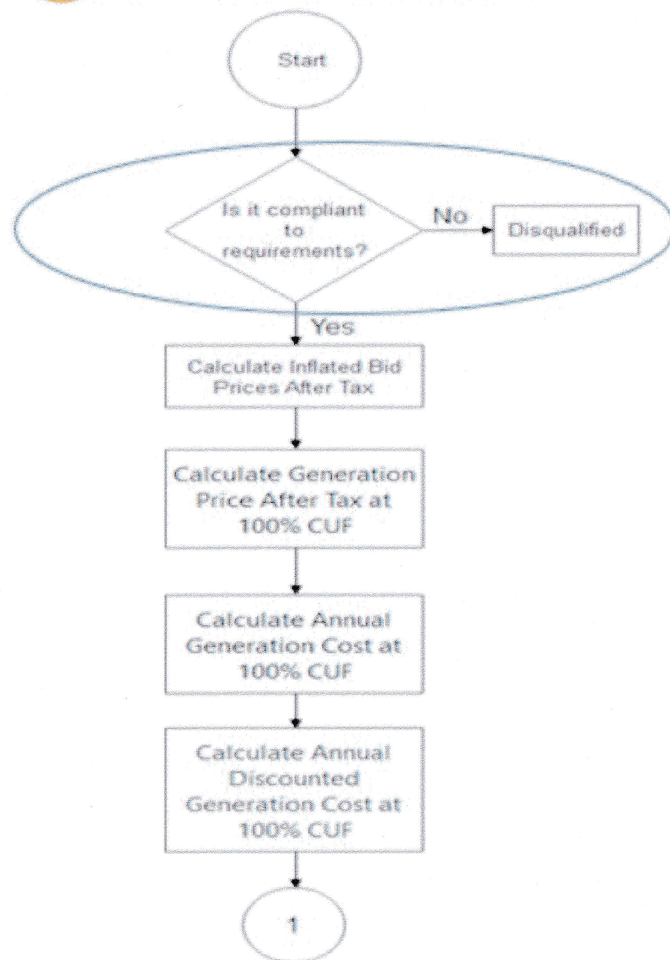 Start
Is it compliant
to
requirements?
No
Disqualified
Yes
Calculate Inflated Bid
Prices After Tax
Calculate Generation
Price After Tax at
100% CUF
Calculate Annual
Generation Cost at
100% CUF
Calculate Annual
Discounted
Generation Cost at
100% CUF
1